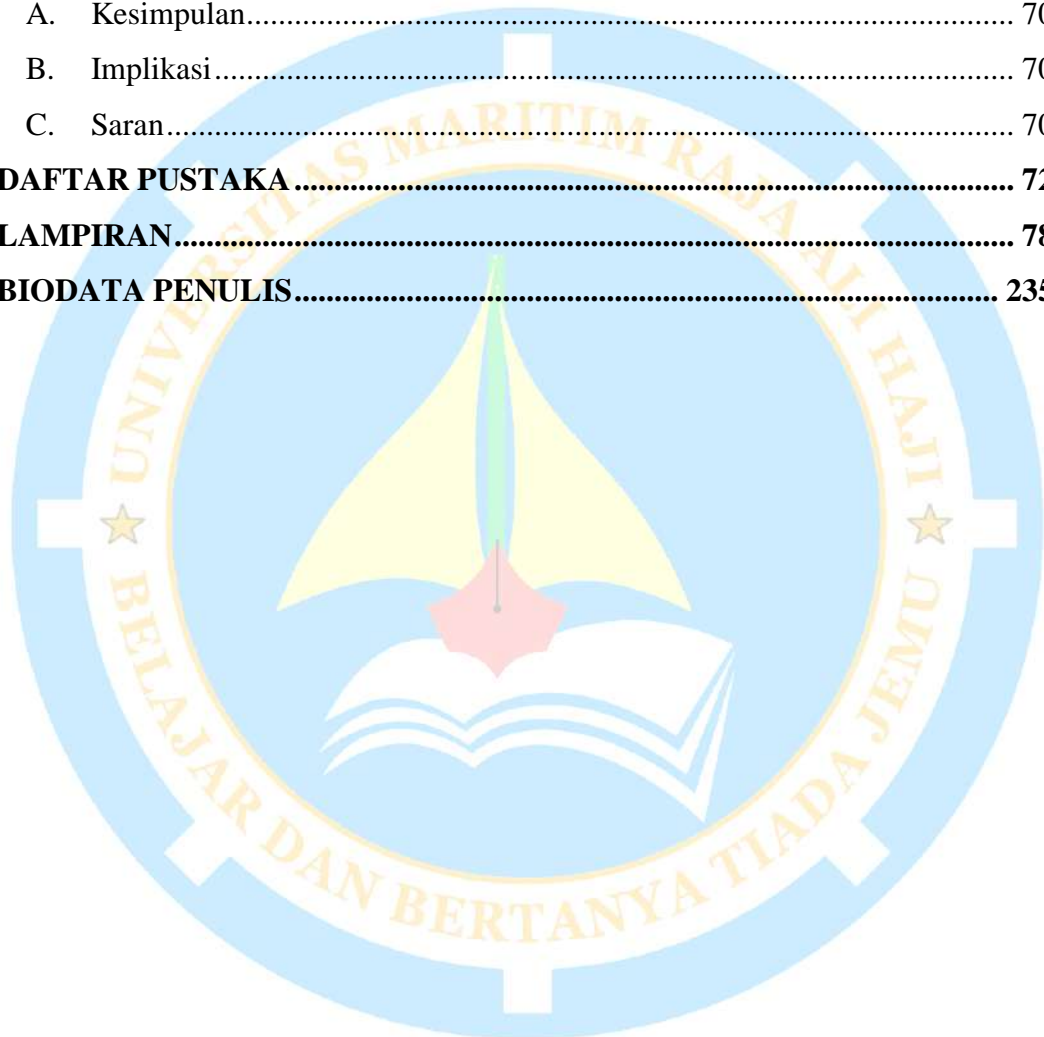 A. Kesimpulan.......... 70
B. Implikasi.......... 70
C. Saran.......... 70
DAFTAR PUSTAKA.......... 72
LAMPIRAN.......... 78
BIODATA PENULIS.......... 235
UNIVERSITAS MARITIM RAJA ALI HAJI
BELAJAR DAN BERTANYA TIADA JEMU